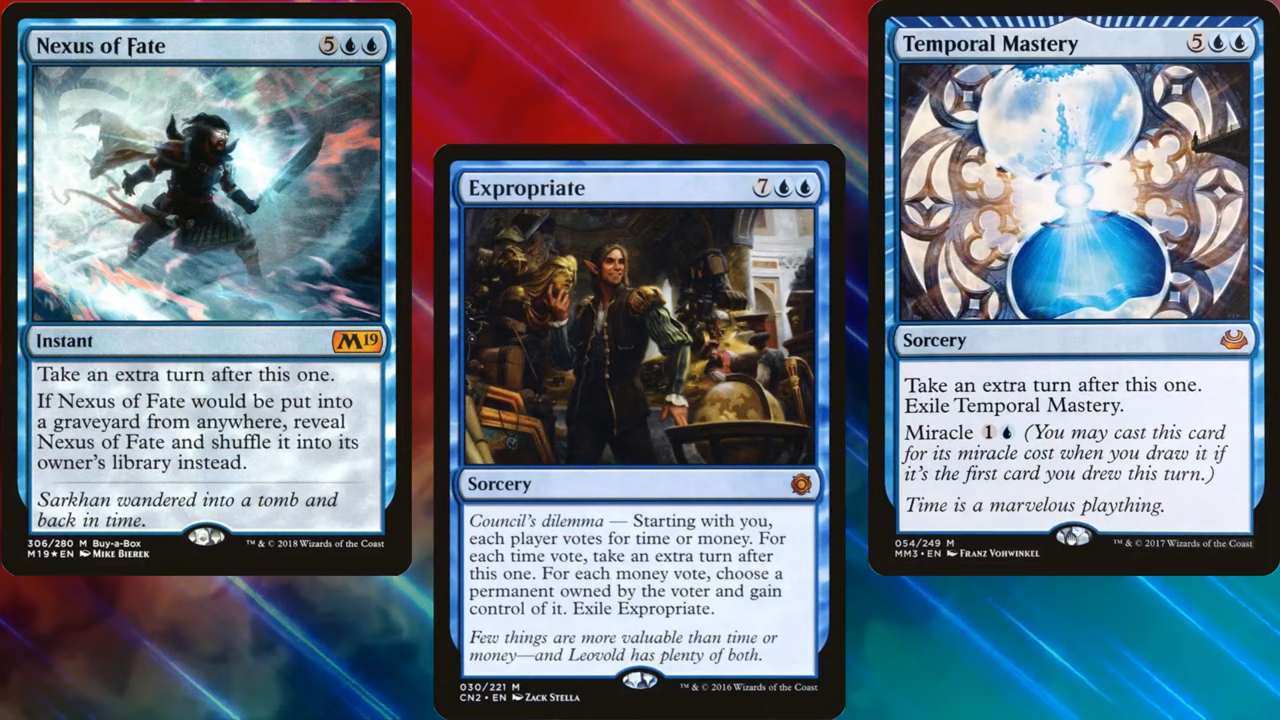 Nexus of Fate 5
Instant M19
Take an extra turn after this one.
If Nexus of Fate would be put into
a graveyard from anywhere, reveal
Nexus of Fate and shuffle it into its
owner's library instead.
Sarkhan wandered into a tomb and
back in time.
306/280 M Buy-a-Box
M19★EN Mike Bierek
™ & © 2018 Wizards of the Coast
Expropriate 7
Sorcery
Council's dilemma — Starting with you,
each player votes for time or money. For
each time vote, take an extra turn after
this one. For each money vote, choose a
permanent owned by the voter and gain
control of it. Exile Expropriate.
Few things are more valuable than time or
money—and Leovold has plenty of both.
030/221 M
CN2 • EN Zack Stella
™ & © 2016 Wizards of the Coast
Temporal Mastery 5
Sorcery
Take an extra turn after this one.
Exile Temporal Mastery.
Miracle 1 (You may cast this card
for its miracle cost when you draw it if
it's the first card you drew this turn.)
Time is a marvelous plaything.
054/249 M
MM3 • EN Franz Vohwinkel
™ & © 2017 Wizards of the Coast